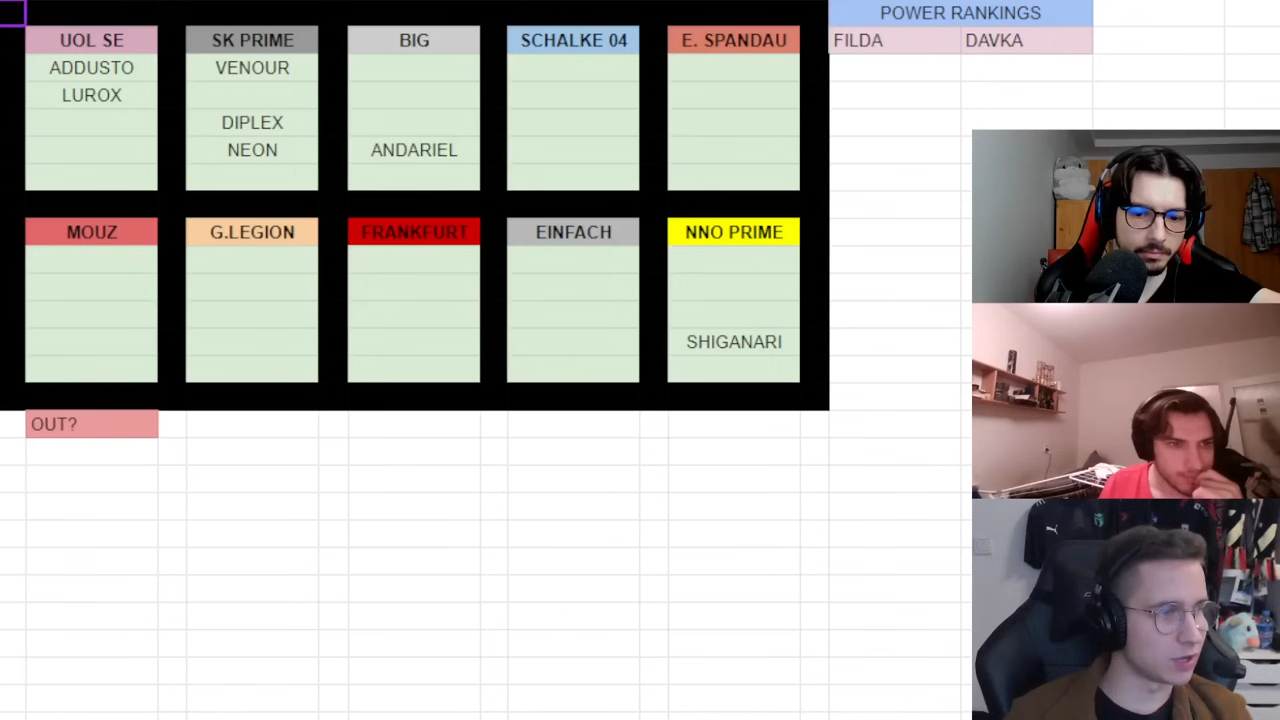 POWER RANKINGS
UOL SE
SK PRIME
BIG
SCHALKE 04
E. SPANDAU
FILDA
DAVKA
ADDUSTO
VENOUR
LUROX
DIPLEX
NEON
ANDARIEL
MOUZ
G.LEGION
FRANKFURT
EINFACH
NNO PRIME
SHIGANARI
OUT?